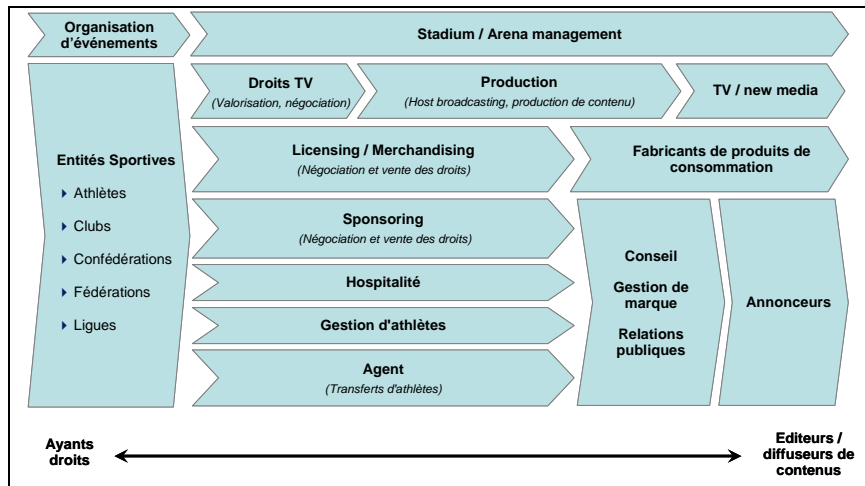 Organisation
d'événements
Stadium / Arena management
Droits TV
(Valorisation, négociation)
Production
(Host broadcasting, production de contenu)
TV / new media
Entités Sportives
Athlètes
Clubs
Confédérations
Fédérations
Ligues
Licensing / Merchandising
(Négociation et vente des droits)
Fabricants de produits de
consommation
Sponsoring
(Négociation et vente des droits)
Hospitalité
Gestion d'athlètes
Agent
(Transferts d'athlètes)
Conseil
Gestion de
marque
Relations
publiques
Annonceurs
Ayants
droits
Editeurs /
diffuseurs de
contenus